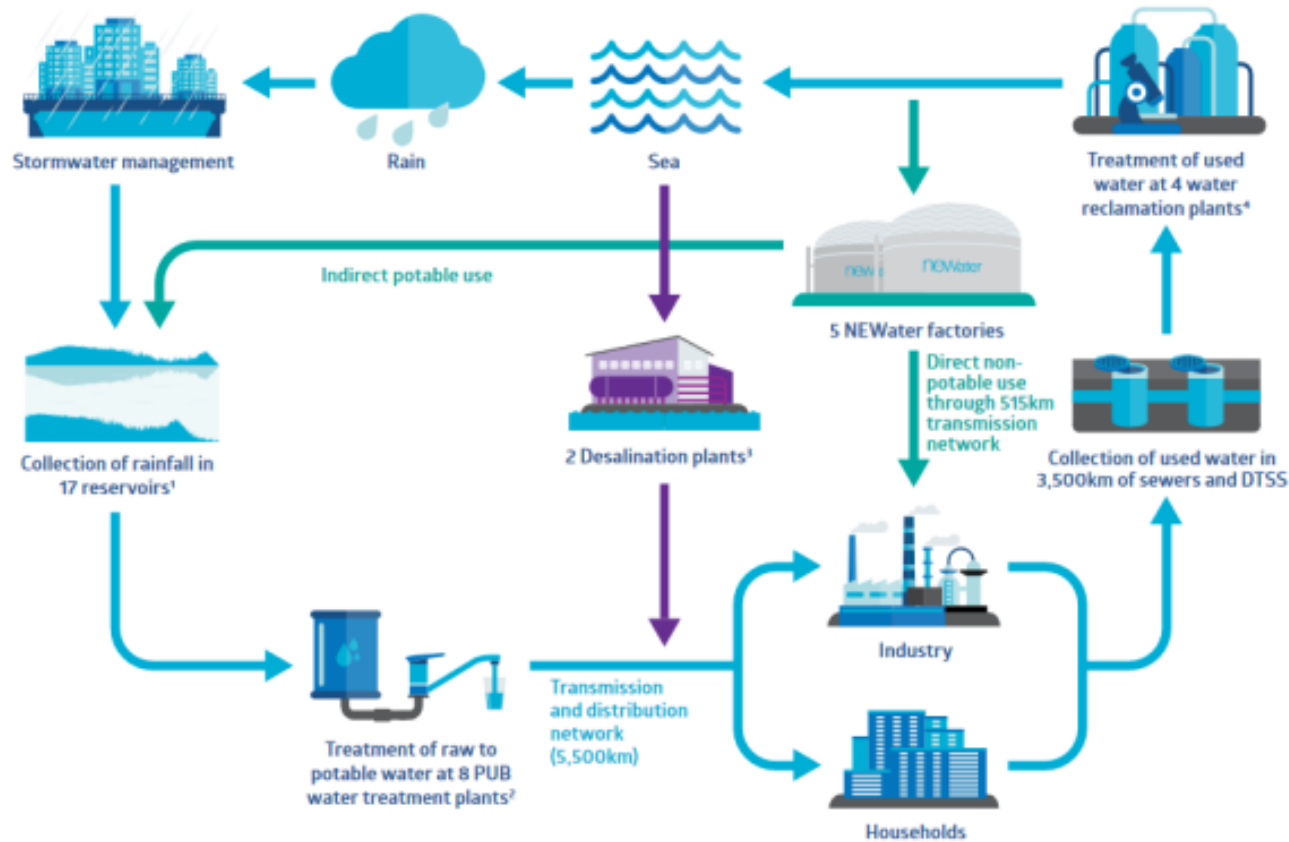 Stormwater management
Rain
Sea
Treatment of used
water at 4 water
reclamation plants⁴
Indirect potable use
newater
newater
5 NEWater factories
Direct non-
potable use
through 515km
transmission
network
Collection of rainfall in
17 reservoirs¹
2 Desalination plants³
Collection of used water in
3,500km of sewers and DTSS
Industry
Transmission
and distribution
network
(5,500km)
Treatment of raw to
potable water at 8 PUB
water treatment plants²
Households